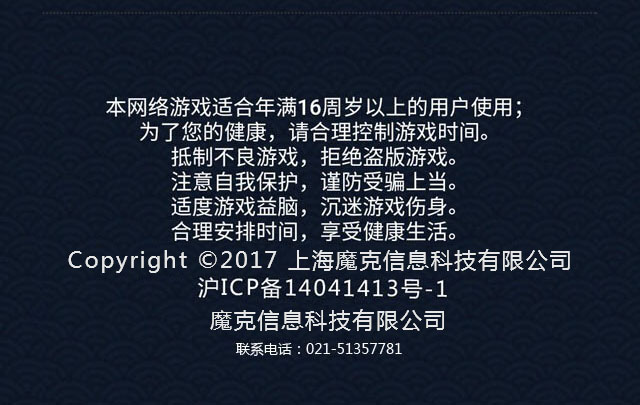 本网络游戏适合年满16周岁以上的用户使用；
为了您的健康，请合理控制游戏时间。
抵制不良游戏，拒绝盗版游戏。
注意自我保护，谨防受骗上当。
适度游戏益脑，沉迷游戏伤身。
合理安排时间，享受健康生活。
Copyright ©2017 上海魔克信息科技有限公司
沪ICP备14041413号-1
魔克信息科技有限公司
联系电话：021-51357781